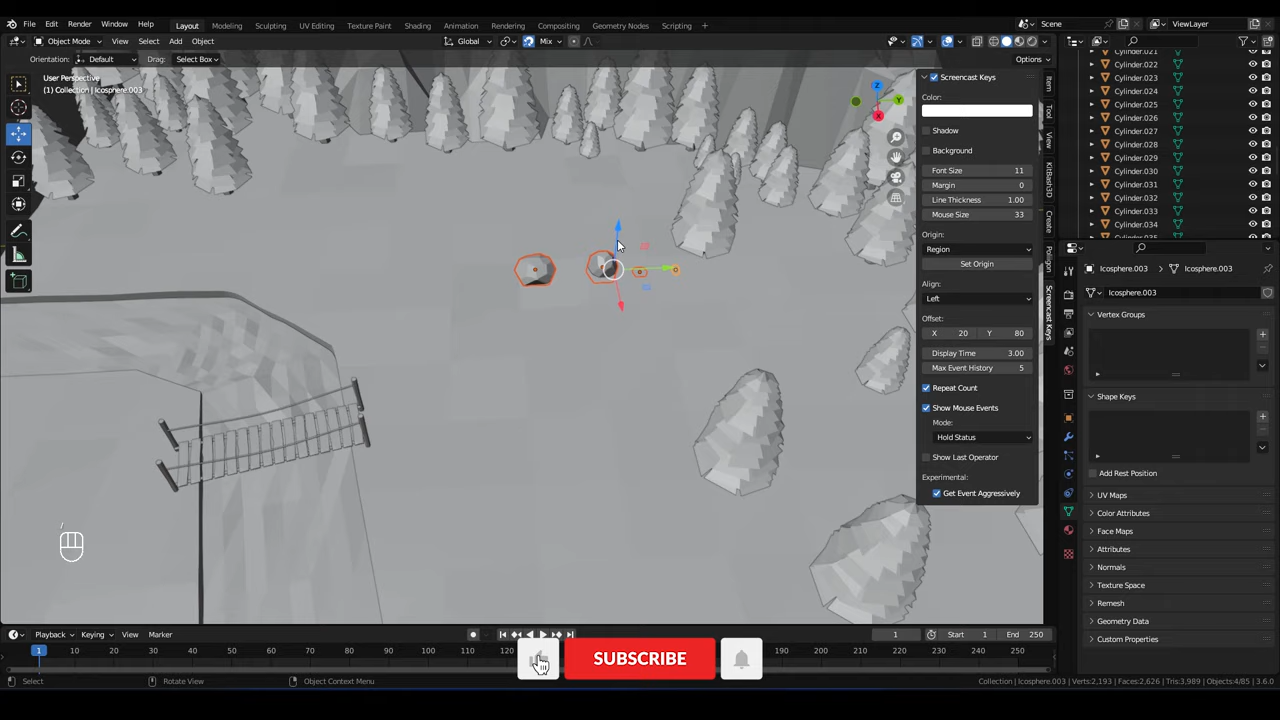 File Edit Render Window Help Layout Modeling Sculpting UV Editing Texture Paint Shading Animation Rendering Compositing Geometry Nodes Scripting + Scene ViewLayer
Object Mode View Select Add Object Global Mix
Orientation: Default Drag: Select Box Options
User Perspective
(1) Collection | Icosphere.003
Z
Y
X
Screencast Keys
Color:
Shadow
Background
Font Size 11
Margin 0
Line Thickness 1.00
Mouse Size 33
Origin:
Region
Set Origin
Align:
Left
Offset:
X 20 Y 80
Display Time 3.00
Max Event History 5
Repeat Count
Show Mouse Events
Mode:
Hold Status
Show Last Operator
Experimental:
Get Event Aggressively
Item
Tool
View
KitBash3D
Create
Polygon
Screencast Keys
Cylinder.021
Cylinder.022
Cylinder.023
Cylinder.024
Cylinder.025
Cylinder.026
Cylinder.027
Cylinder.028
Cylinder.029
Cylinder.030
Cylinder.031
Cylinder.032
Cylinder.033
Cylinder.034
Icosphere.003 Icosphere.003
Icosphere.003
Vertex Groups
Shape Keys
Add Rest Position
UV Maps
Color Attributes
Face Maps
Attributes
Normals
Texture Space
Remesh
Geometry Data
Custom Properties
/
Playback Keying View Marker 1 Start 1 End 250
1 10 20 30 40 50 60 70 80 90 100 110 120 210 220 230 240 250
SUBSCRIBE
Select Rotate View Object Context Menu Collection | Icosphere.003 | Verts:2,193 | Faces:2,626 | Tris:3,989 | Objects:4/85 | 3.6.0